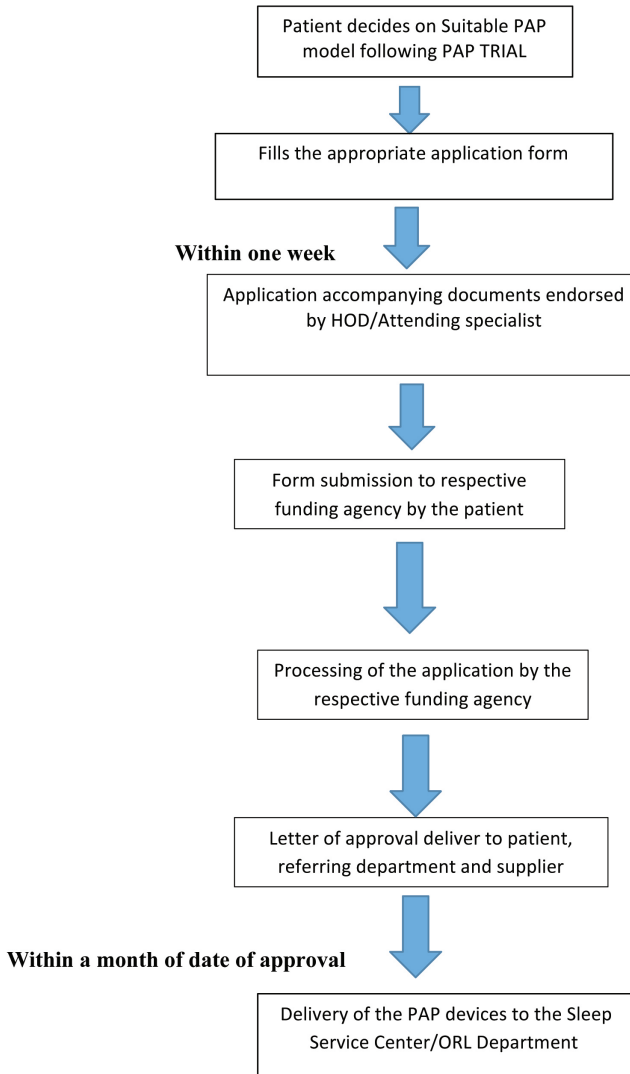 Patient decides on Suitable PAP
model following PAP TRIAL
Fills the appropriate application form
Within one week
Application accompanying documents endorsed
by HOD/Attending specialist
Form submission to respective
funding agency by the patient
Processing of the application by the
respective funding agency
Letter of approval deliver to patient,
referring department and supplier
Within a month of date of approval
Delivery of the PAP devices to the Sleep
Service Center/ORL Department